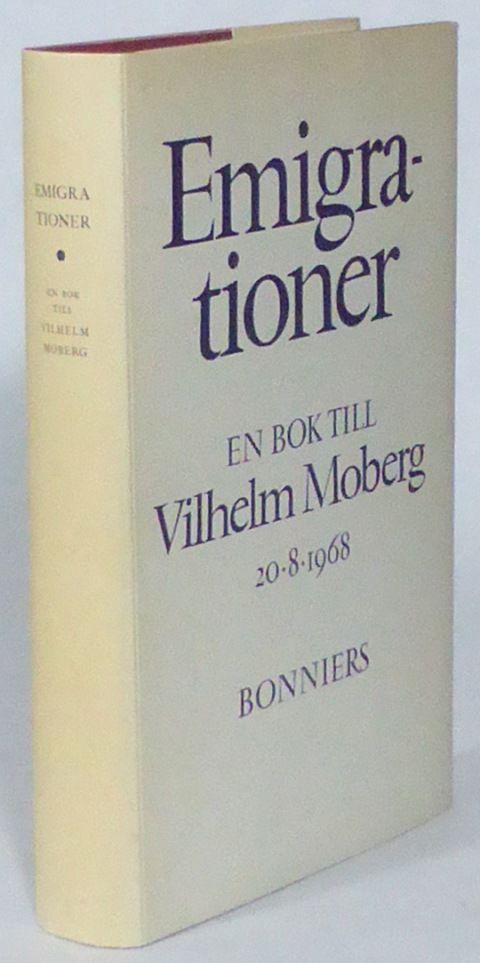 EMIGRA
TIONER
•
EN BOK
TILL
VILHELM
MOBERG
Emigra-
tioner
EN BOK TILL
Vilhelm Moberg
20·8·1968
BONNIERS